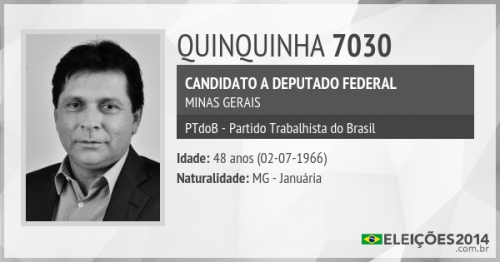 QUINQUINHA 7030
CANDIDATO A DEPUTADO FEDERAL
MINAS GERAIS
PTdoB - Partido Trabalhista do Brasil
Idade: 48 anos (02-07-1966)
Naturalidade: MG - Januária
ELEIÇÕES2014
.com.br